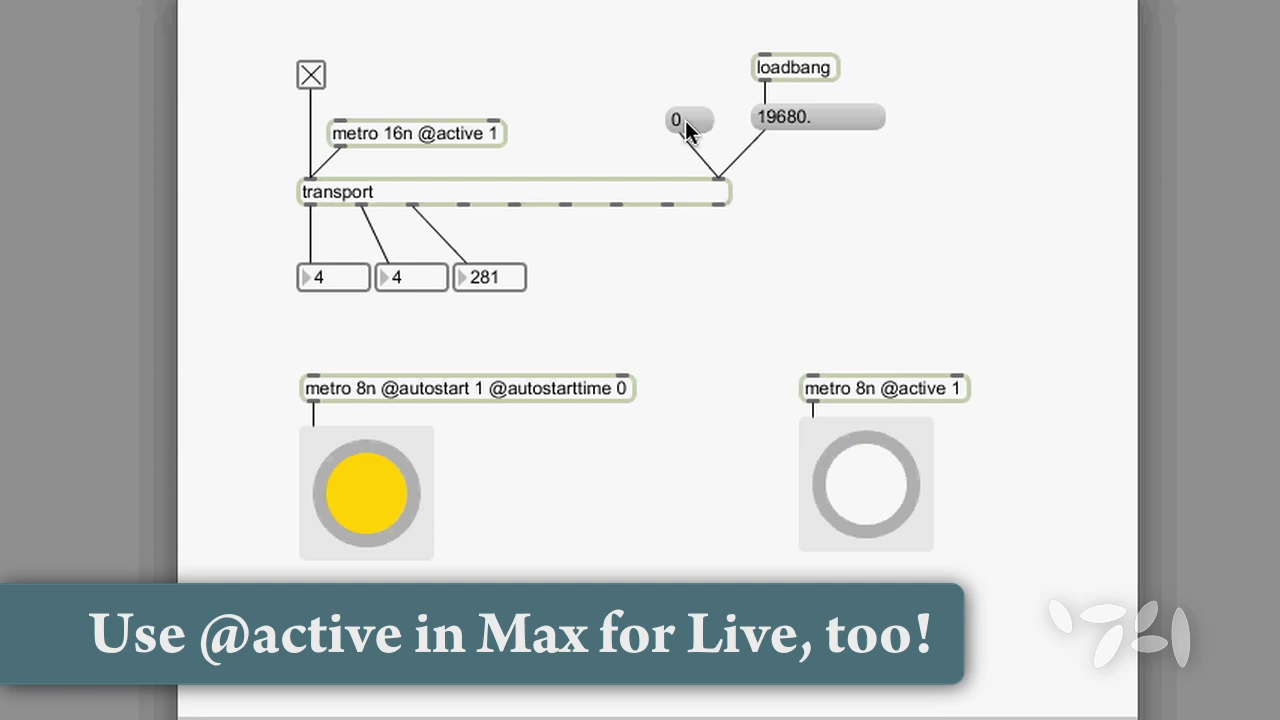 loadbang
0
19680.
metro 16n @active 1
transport
4
4
281
metro 8n @autostart 1 @autostarttime 0
metro 8n @active 1
Use @active in Max for Live, too!